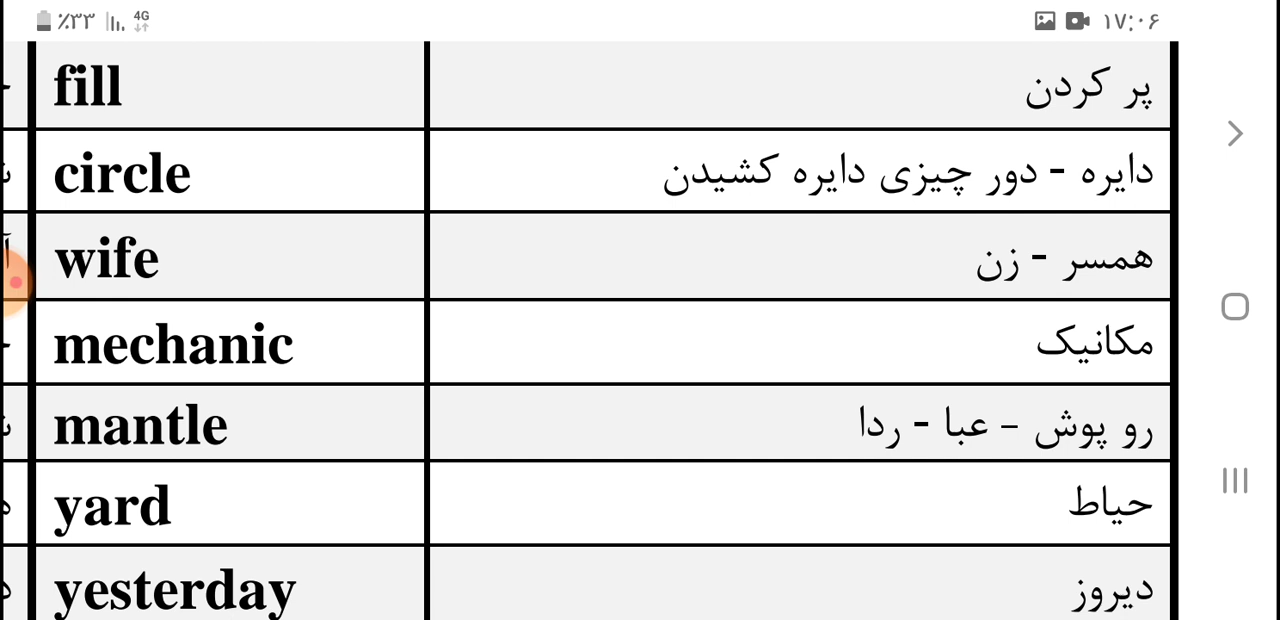 ٪۳۳ 4G ۱۷:۰۶
fill پر کردن
circle دایره - دور چیزی دایره کشیدن
wife همسر - زن
mechanic مکانیک
mantle رو پوش – عبا - ردا
yard حیاط
yesterday دیروز